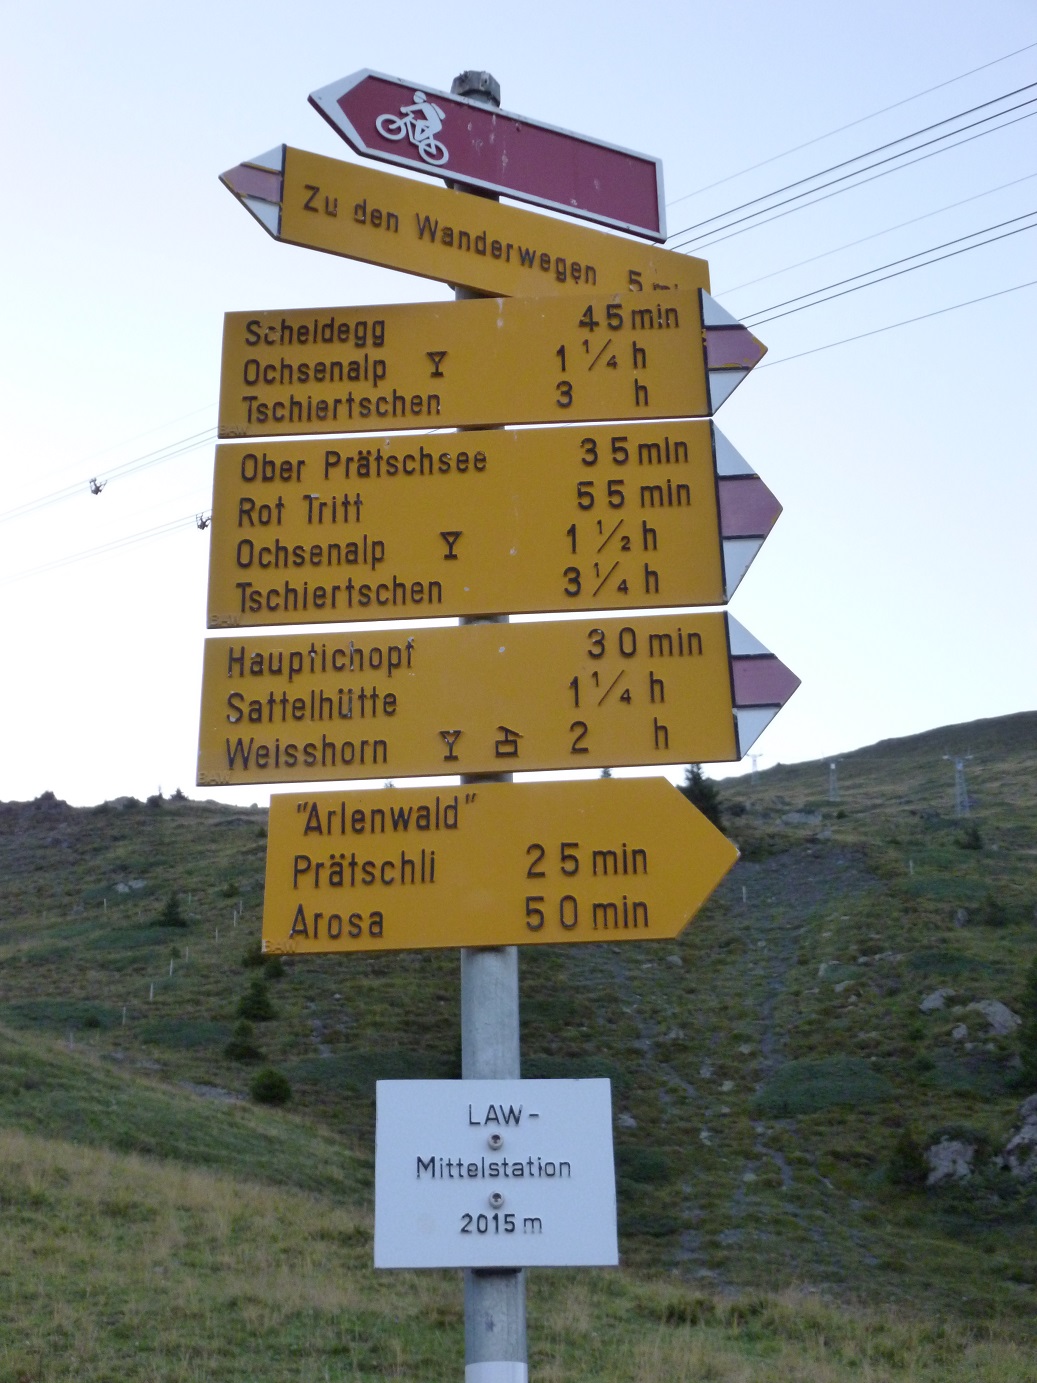 Zu den Wanderwegen 5 min
Scheidegg 45 min
Ochsenalp 1 1/4 h
Tschiertschen 3 h
Ober Prätschsee 35 min
Rot Tritt 55 min
Ochsenalp 1 1/2 h
Tschiertschen 3 1/4 h
Hauptichopf 30 min
Sattelhütte 1 1/4 h
Weisshorn 2 h
"Arlenwald"
Prätschli 25 min
Arosa 50 min
LAW-
Mittelstation
2015 m